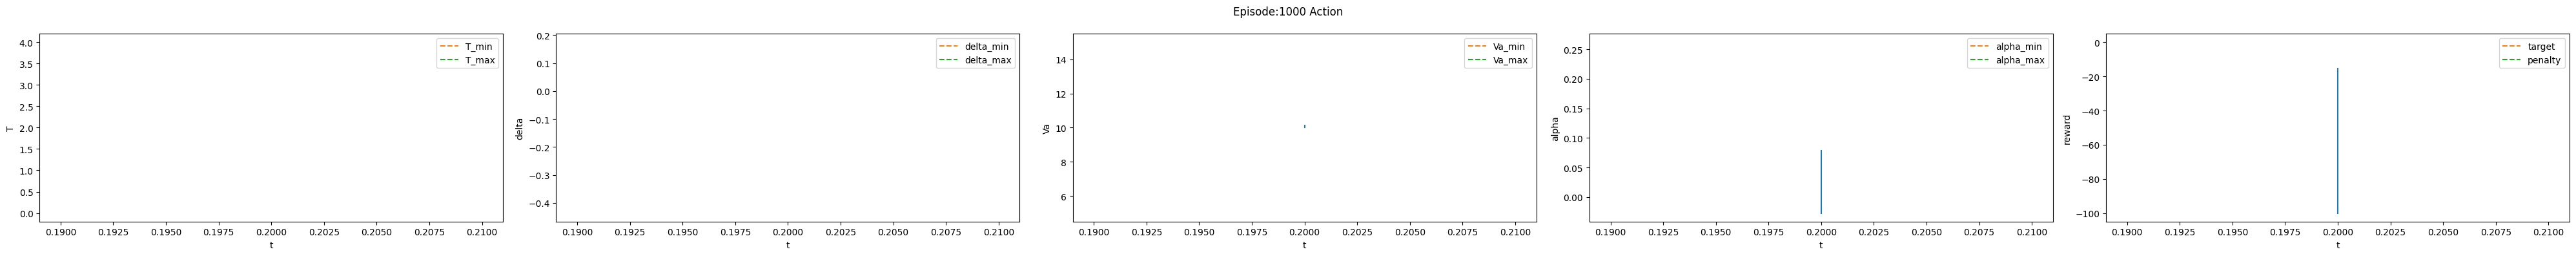 Episode:1000 Action
4.0
3.5
3.0
2.5
2.0
1.5
1.0
0.5
0.0
T
0.1900 0.1925 0.1950 0.1975 0.2000 0.2025 0.2050 0.2075 0.2100
t
T_min
T_max
0.2
0.1
0.0
−0.1
−0.2
−0.3
−0.4
delta
0.1900 0.1925 0.1950 0.1975 0.2000 0.2025 0.2050 0.2075 0.2100
t
delta_min
delta_max
14
12
10
8
6
Va
0.1900 0.1925 0.1950 0.1975 0.2000 0.2025 0.2050 0.2075 0.2100
t
Va_min
Va_max
0.25
0.20
0.15
0.10
0.05
0.00
alpha
0.1900 0.1925 0.1950 0.1975 0.2000 0.2025 0.2050 0.2075 0.2100
t
alpha_min
alpha_max
0
−20
−40
−60
−80
−100
reward
0.1900 0.1925 0.1950 0.1975 0.2000 0.2025 0.2050 0.2075 0.2100
t
target
penalty